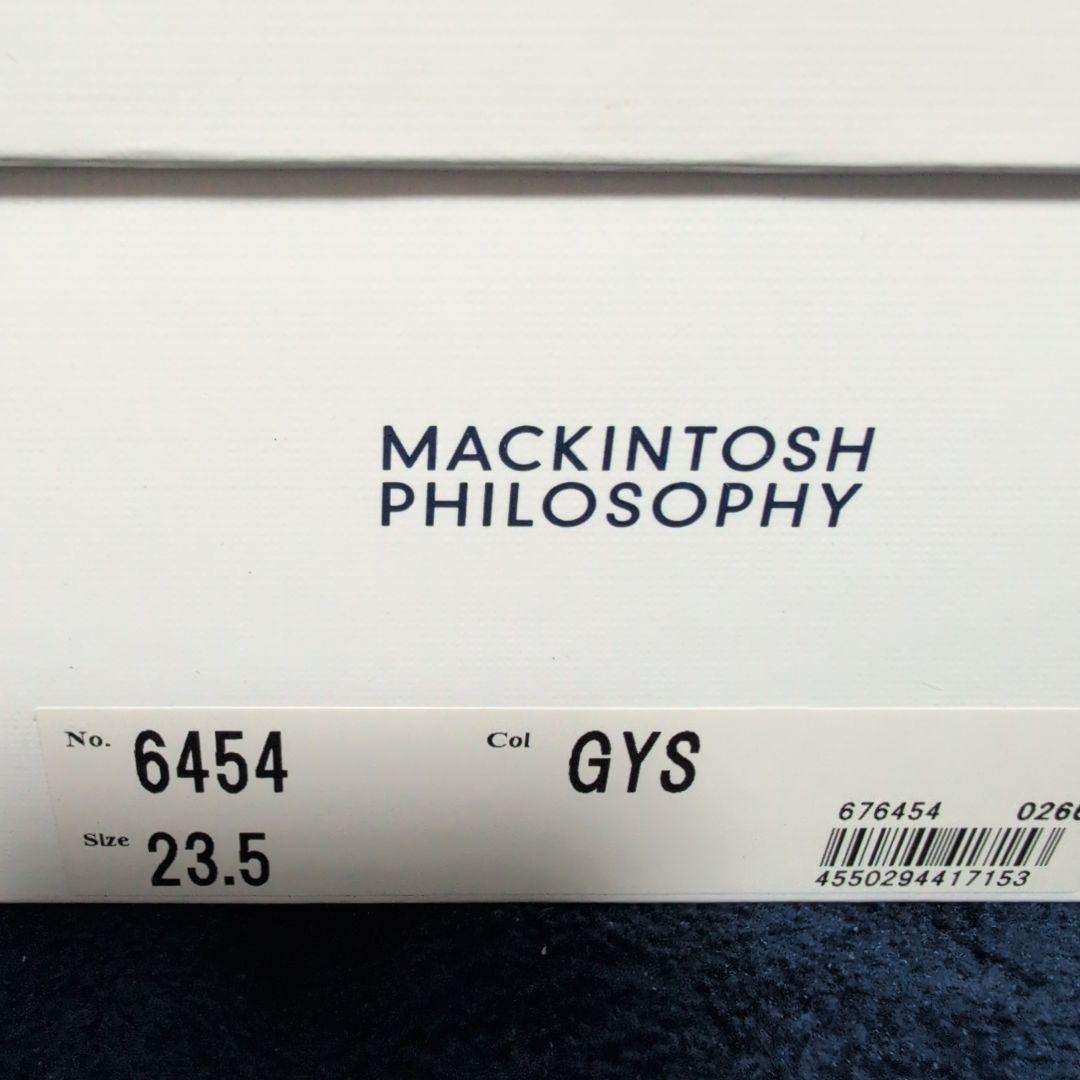 MACKINTOSH
PHILOSOPHY
No. 6454 Col GYS
676454
Size 23.5
4550294417153